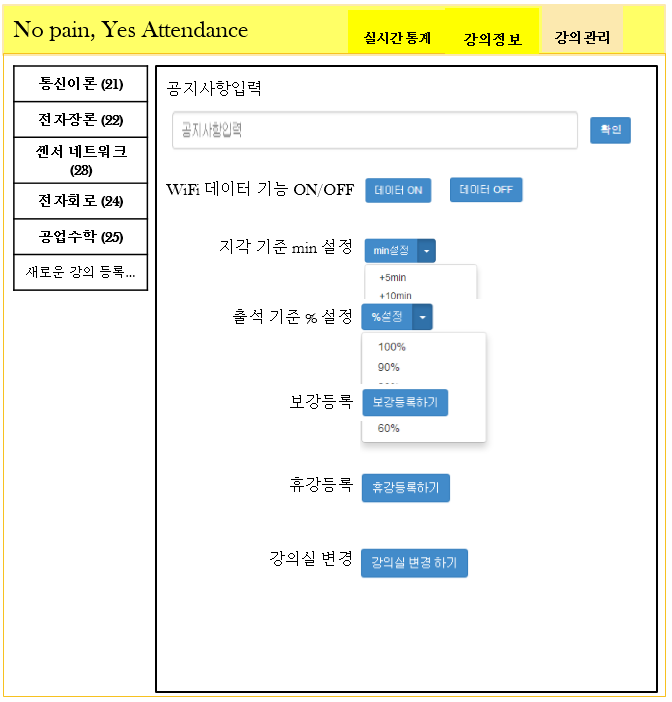 No pain, Yes Attendance
실시간 통계
강의정보
강의 관리
통신이론 (21)
전자장론 (22)
센서 네트워크
(23)
전자회로 (24)
공업수학 (25)
새로운 강의 등록...
공지사항입력
공지사항입력
확인
WiFi 데이터 기능 ON/OFF
데이터 ON
데이터 OFF
지각 기준 min 설정
min설정
+5min
+10min
출석 기준 % 설정
%설정
100%
90%
보강등록
보강등록하기
60%
휴강등록
휴강등록하기
강의실 변경
강의실 변경 하기